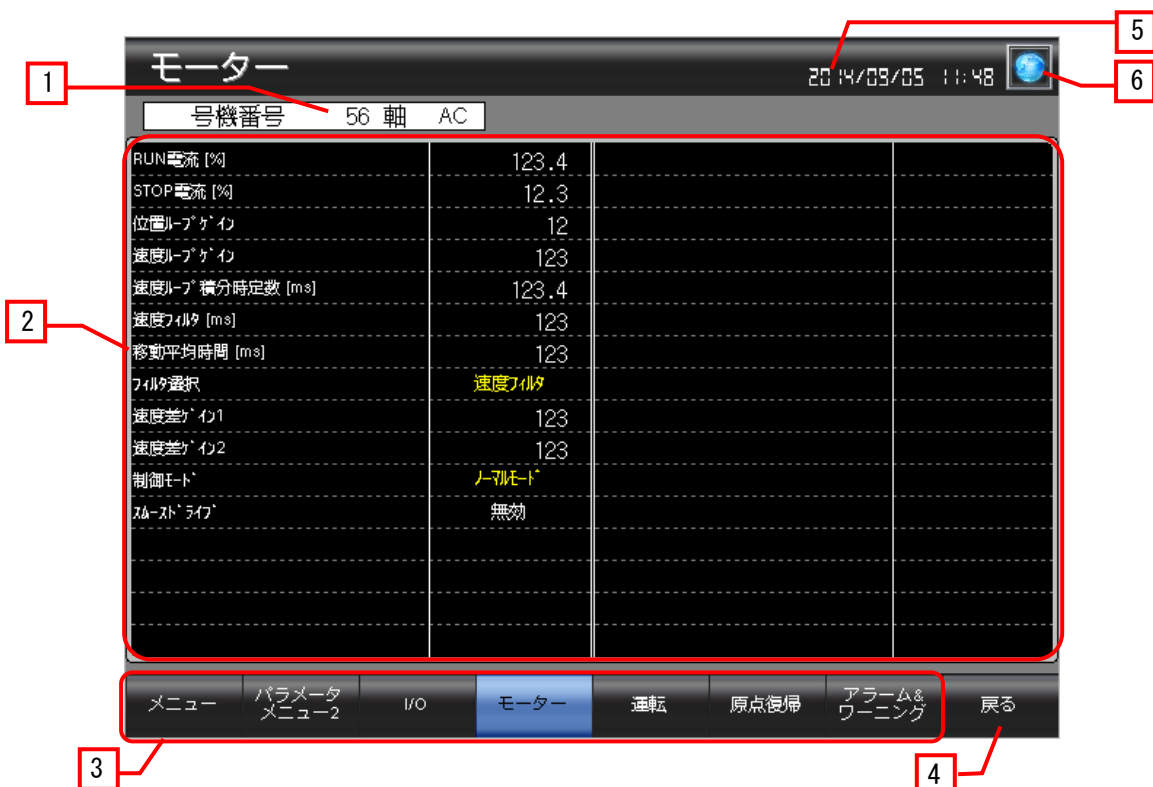 5
モーター
2014/09/05 11:48
6
1
号機番号 56 軸 AC
RUN電流 [%] 123.4
STOP電流 [%] 12.3
位置ﾙｰﾌﾟｹﾞｲﾝ 12
速度ﾙｰﾌﾟｹﾞｲﾝ 123
速度ﾙｰﾌﾟ積分時定数 [ms] 123.4
2
速度ﾌｨﾙﾀ [ms] 123
移動平均時間 [ms] 123
ﾌｨﾙﾀ選択 速度ﾌｨﾙﾀ
速度差ｹﾞｲﾝ1 123
速度差ｹﾞｲﾝ2 123
制御ﾓｰﾄﾞ ﾉｰﾏﾙﾓｰﾄﾞ
ｽﾑｰｽﾄﾞﾗｲﾌﾞ 無効
メニュー
パラメータ
メニュー2
I/O
モーター
運転
原点復帰
アラーム&
ワーニング
戻る
3
4